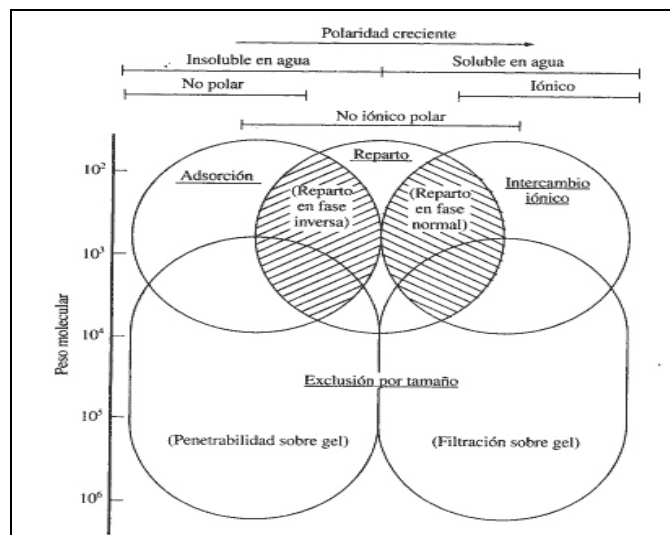 Polaridad creciente
Insoluble en agua
Soluble en agua
No polar
Iónico
No iónico polar
Reparto
Adsorción
(Reparto
en fase
inversa)
(Reparto
en fase
normal)
Intercambio
iónico
10²
10³
10⁴
10⁵
10⁶
Peso molecular
Exclusión por tamaño
(Penetrabilidad sobre gel)
(Filtración sobre gel)